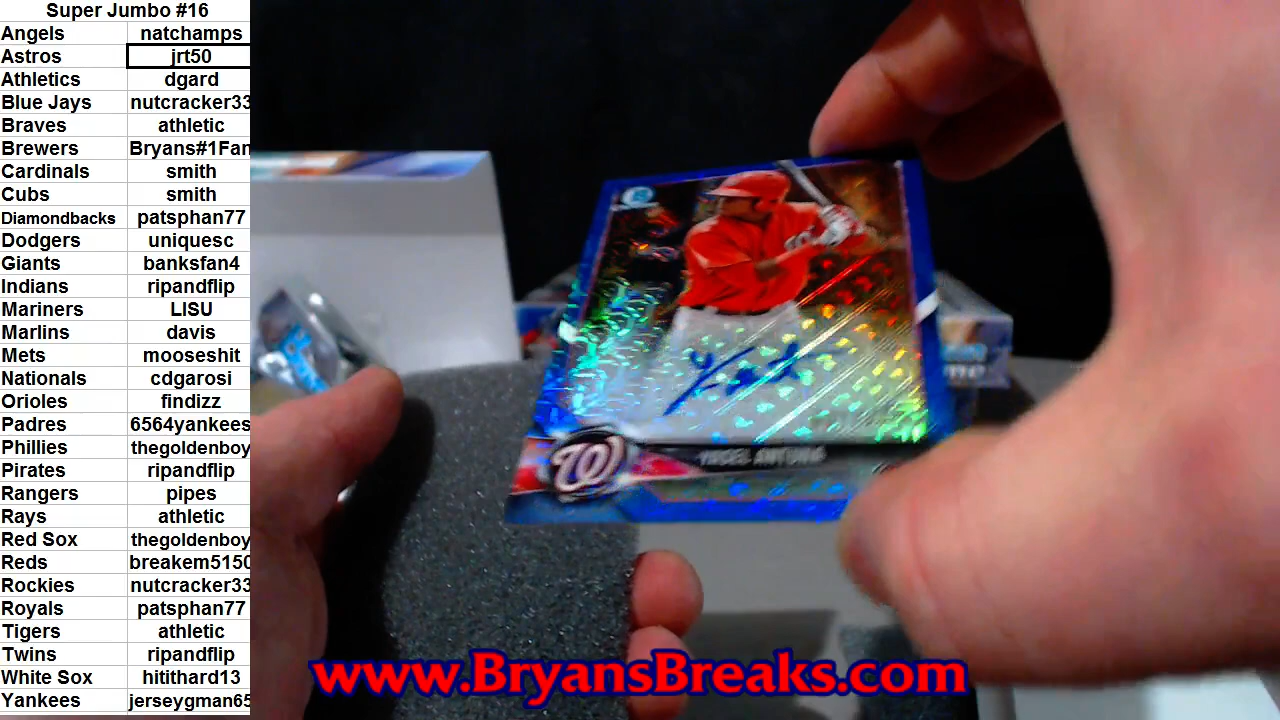 Super Jumbo #16
Angels natchamps
Astros jrt50
Athletics dgard
Blue Jays nutcracker33
Braves athletic
Brewers Bryans#1Fan
Cardinals smith
Cubs smith
Diamondbacks patsphan77
Dodgers uniquesc
Giants banksfan4
Indians ripandflip
Mariners LISU
Marlins davis
Mets mooseshit
Nationals cdgarosi
Orioles findizz
Padres 6564yankees
Phillies thegoldenboy
Pirates ripandflip
Rangers pipes
Rays athletic
Red Sox thegoldenboy
Reds breakem5150
Rockies nutcracker33
Royals patsphan77
Tigers athletic
Twins ripandflip
White Sox hitithard13
Yankees jerseygman65
W
YASEL ANTUNA
www.BryansBreaks.com